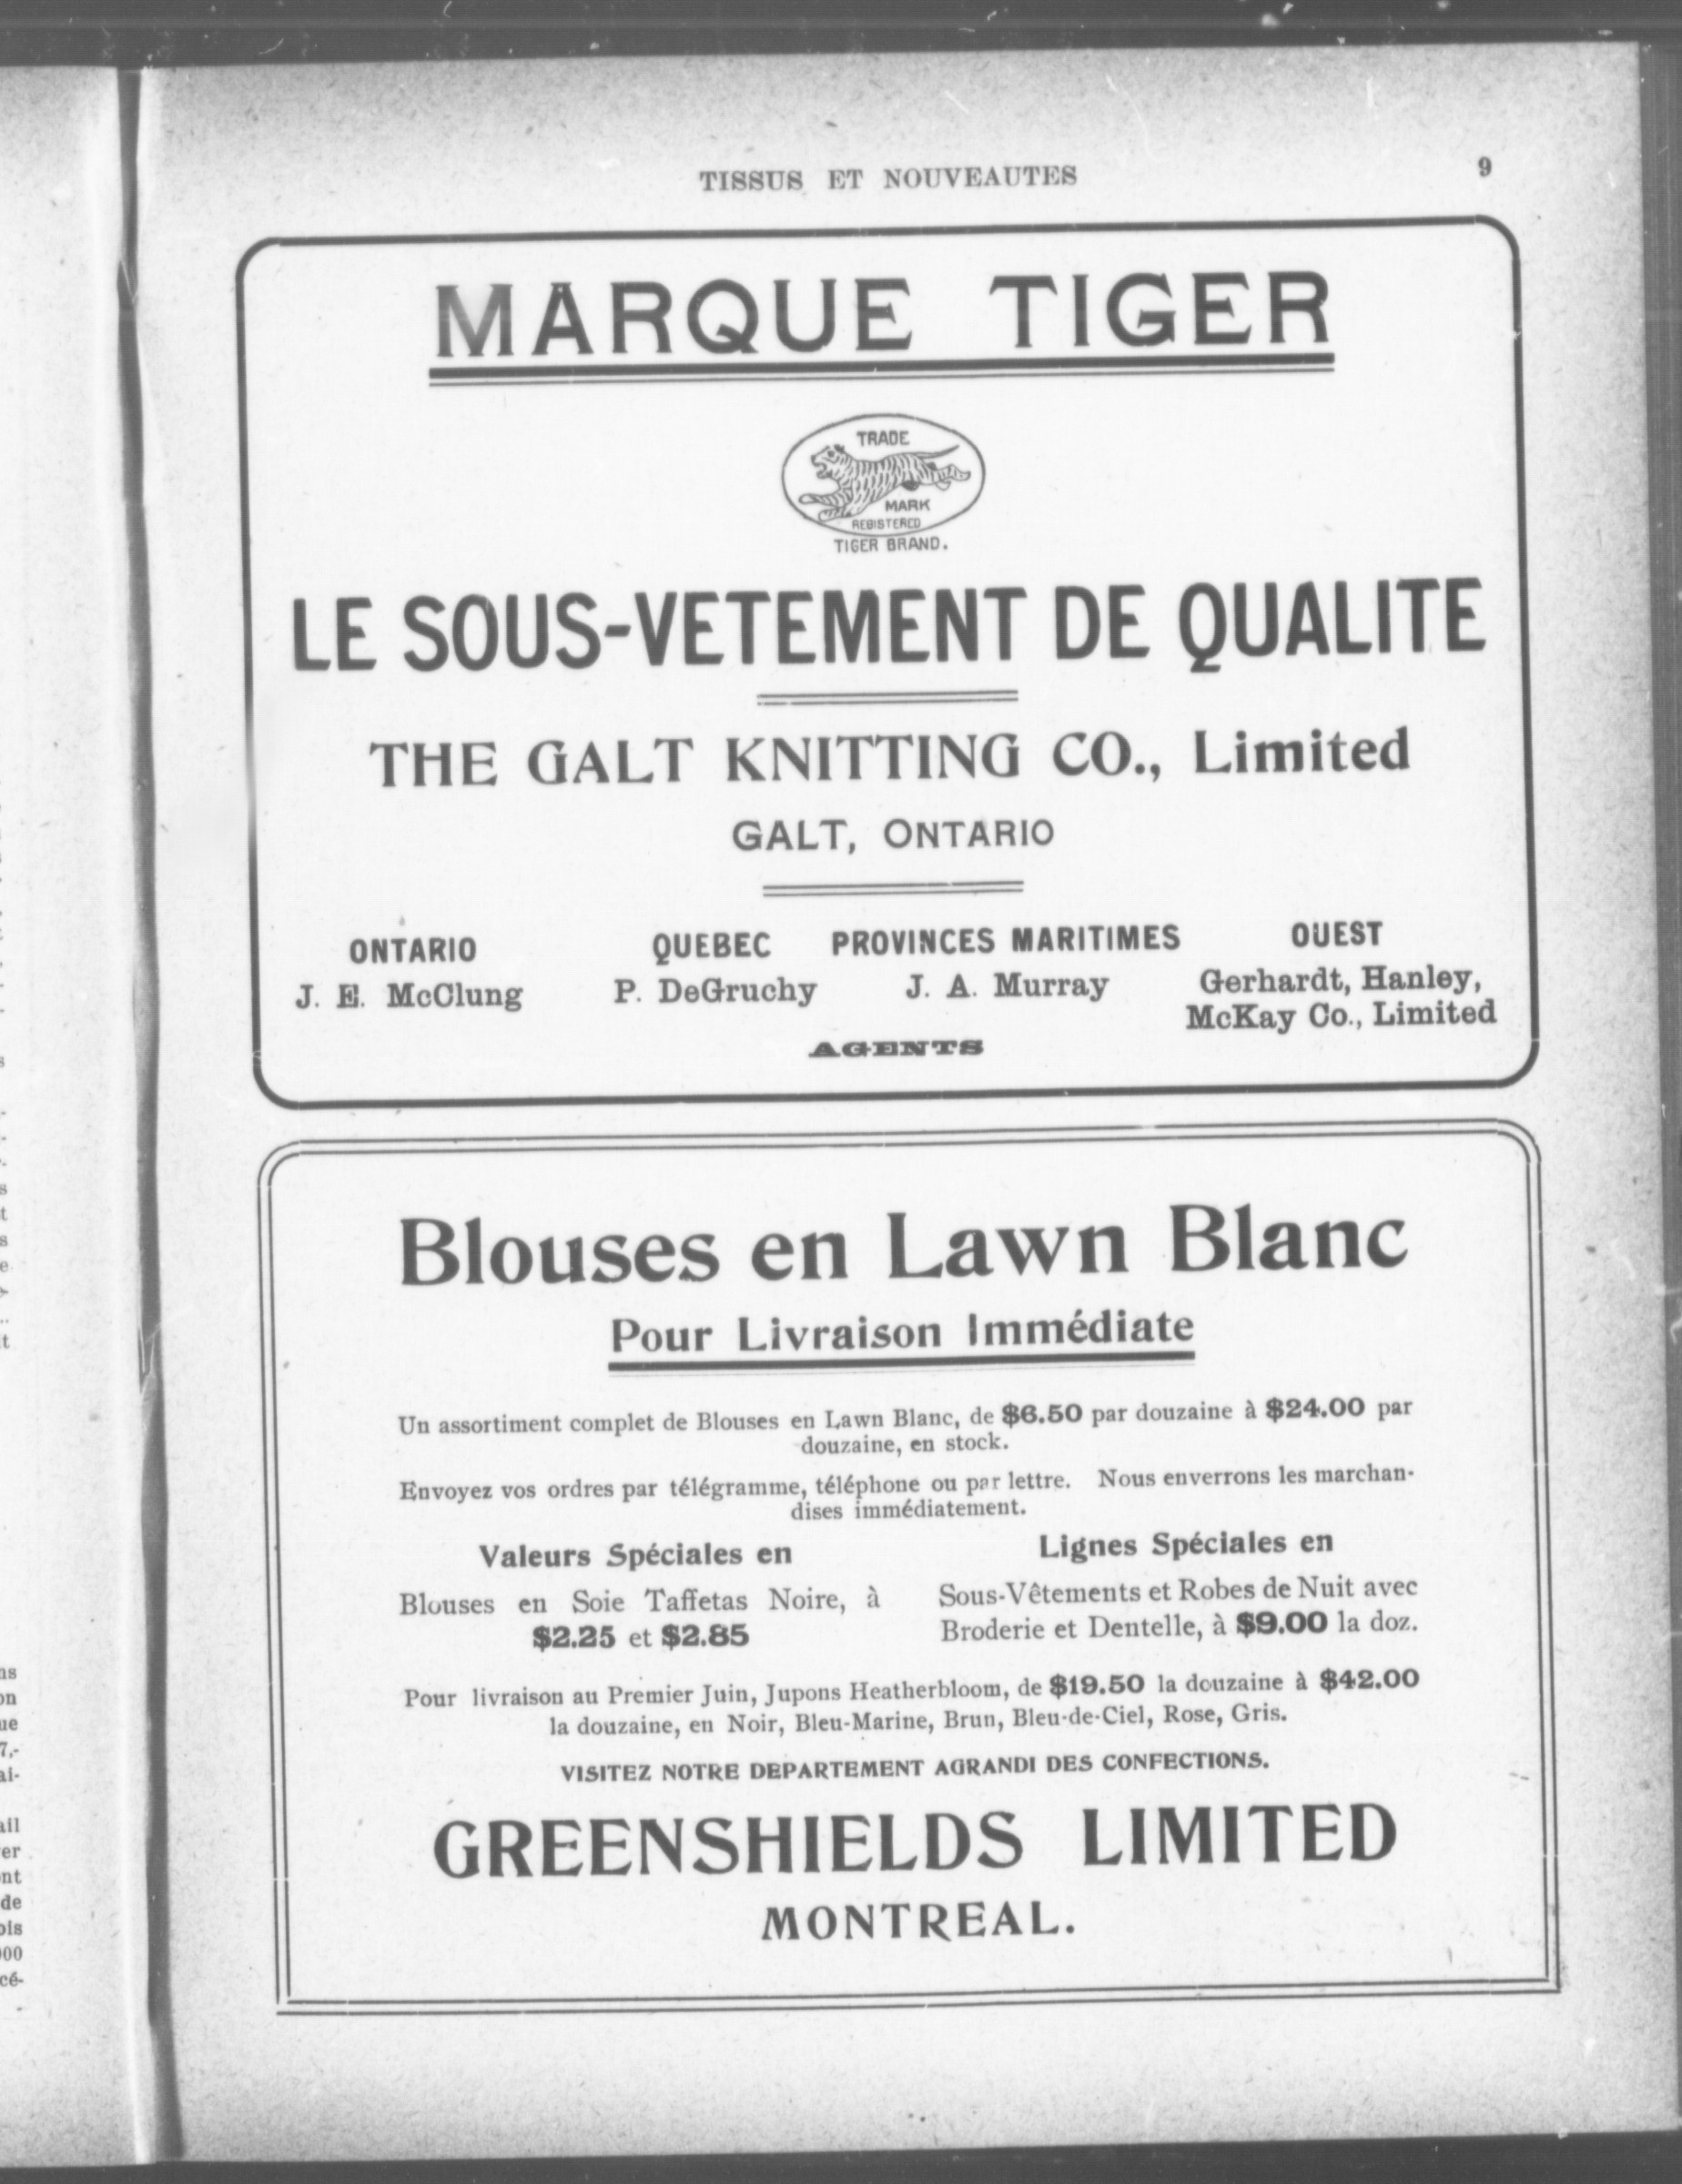 TISSUS ET NOUVEAUTES
9
MARQUE TIGER
TRADE
MARK
REGISTERED
TIGER BRAND.
LE SOUS-VETEMENT DE QUALITE
THE GALT KNITTING CO., Limited
GALT, ONTARIO
ONTARIO
J. E. McClung
QUEBEC
P. DeGruchy
PROVINCES MARITIMES
J. A. Murray
OUEST
Gerhardt, Hanley,
McKay Co., Limited
AGENTS
Blouses en Lawn Blanc
Pour Livraison Immédiate
Un assortiment complet de Blouses en Lawn Blanc, de $6.50 par douzaine à $24.00 par
douzaine, en stock.
Envoyez vos ordres par télégramme, téléphone ou par lettre. Nous enverrons les marchan-
dises immédiatement.
Valeurs Spéciales en
Blouses en Soie Taffetas Noire, à
$2.25 et $2.85
Lignes Spéciales en
Sous-Vêtements et Robes de Nuit avec
Broderie et Dentelle, à $9.00 la doz.
Pour livraison au Premier Juin, Jupons Heatherbloom, de $19.50 la douzaine à $42.00
la douzaine, en Noir, Bleu-Marine, Brun, Bleu-de-Ciel, Rose, Gris.
VISITEZ NOTRE DEPARTEMENT AGRANDI DES CONFECTIONS.
GREENSHIELDS LIMITED
MONTREAL.